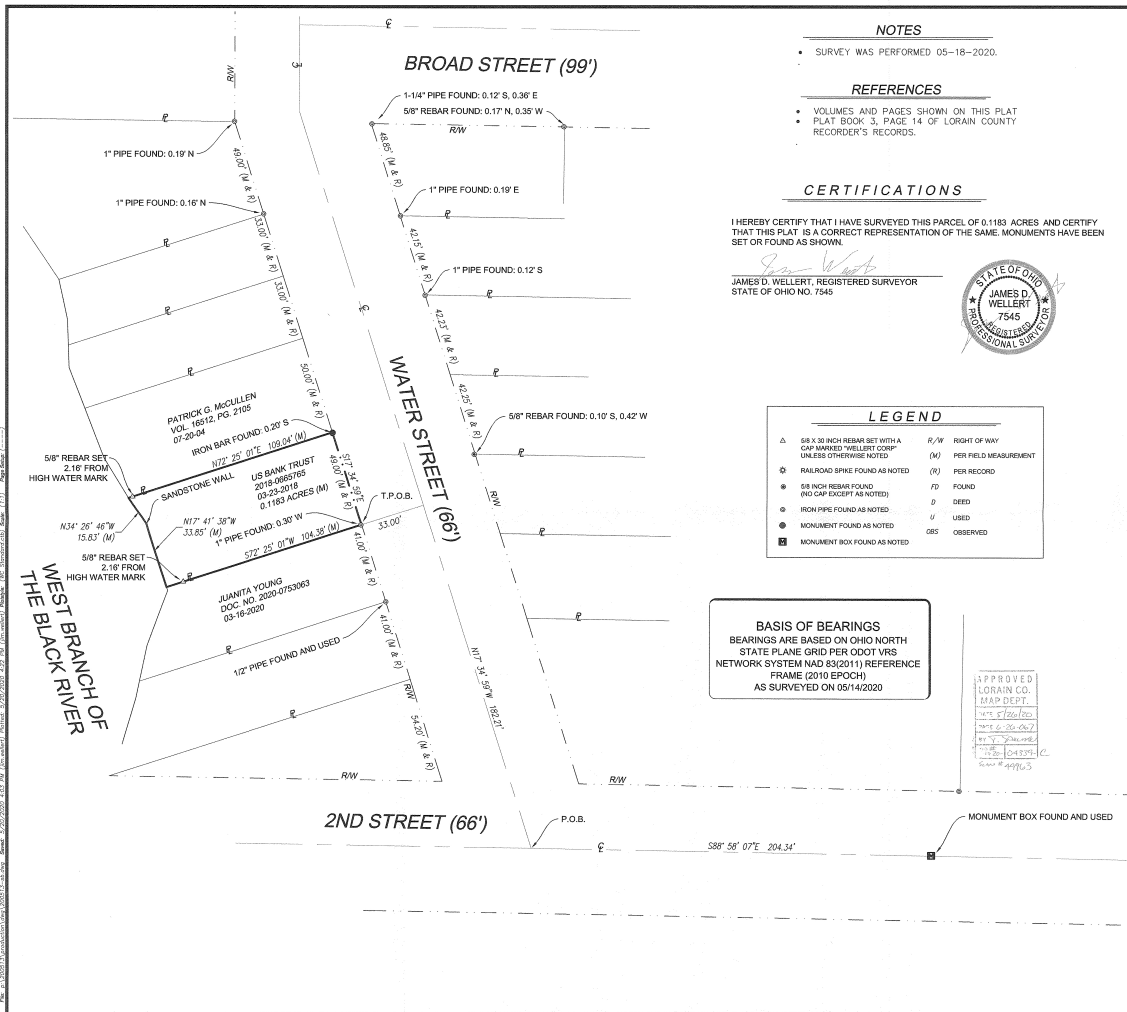 NOTES
• SURVEY WAS PERFORMED 05-18-2020.
REFERENCES
• VOLUMES AND PAGES SHOWN ON THIS PLAT
• PLAT BOOK 3, PAGE 14 OF LORAIN COUNTY
RECORDER'S RECORDS.
CERTIFICATIONS
I HEREBY CERTIFY THAT I HAVE SURVEYED THIS PARCEL OF 0.1183 ACRES AND CERTIFY
THAT THIS PLAT IS A CORRECT REPRESENTATION OF THE SAME. MONUMENTS HAVE BEEN
SET OR FOUND AS SHOWN.
JAMES D. WELLERT, REGISTERED SURVEYOR
STATE OF OHIO NO. 7545
STATE OF OHIO
JAMES D.
WELLERT
7545
REGISTERED
PROFESSIONAL SURVEYOR
BROAD STREET (99')
1-1/4" PIPE FOUND: 0.12' S, 0.36' E
5/8" REBAR FOUND: 0.17' N, 0.35' W
R/W
R/W
1" PIPE FOUND: 0.19' N
49.00' (M & R)
48.85' (M & R)
1" PIPE FOUND: 0.19' E
1" PIPE FOUND: 0.16' N
33.00' (M & R)
42.15' (M & R)
1" PIPE FOUND: 0.12' S
33.00' (M & R)
42.23' (M & R)
50.00' (M & R)
WATER STREET (66')
42.25' (M & R)
5/8" REBAR FOUND: 0.10' S, 0.42' W
PATRICK G. McCULLEN
VOL. 16512, PG. 2105
07-20-04
IRON BAR FOUND: 0.20' S
N72° 25' 01"E 109.04' (M)
5/8" REBAR SET
2.16' FROM
HIGH WATER MARK
SANDSTONE WALL
US BANK TRUST
2018-0665765
03-23-2018
0.1183 ACRES (M)
S17° 34' 59"E
49.00' (M & R)
T.P.O.B.
33.00'
R/W
N34° 26' 46"W
15.83' (M)
N17° 41' 38"W
33.85' (M)
1" PIPE FOUND: 0.30' W
S72° 25' 01"W 104.38' (M)
41.00' (M & R)
5/8" REBAR SET
2.16' FROM
HIGH WATER MARK
JUANITA YOUNG
DOC. NO. 2020-0753063
03-16-2020
WEST BRANCH OF
THE BLACK RIVER
41.00' (M & R)
1/2" PIPE FOUND AND USED
N17° 34' 59"W 182.21'
R/W
54.20' (M & R)
R/W
R/W
2ND STREET (66')
P.O.B.
S88° 58' 07"E 204.34'
MONUMENT BOX FOUND AND USED
LEGEND
5/8 X 30 INCH REBAR SET WITH A
CAP MARKED "WELLERT CORP"
UNLESS OTHERWISE NOTED
RAILROAD SPIKE FOUND AS NOTED
5/8 INCH REBAR FOUND
(NO CAP EXCEPT AS NOTED)
IRON PIPE FOUND AS NOTED
MONUMENT FOUND AS NOTED
MONUMENT BOX FOUND AS NOTED
R/W RIGHT OF WAY
(M) PER FIELD MEASUREMENT
(R) PER RECORD
FD FOUND
D DEED
U USED
OBS OBSERVED
BASIS OF BEARINGS
BEARINGS ARE BASED ON OHIO NORTH
STATE PLANE GRID PER ODOT VRS
NETWORK SYSTEM NAD 83(2011) REFERENCE
FRAME (2010 EPOCH)
AS SURVEYED ON 05/14/2020
APPROVED
LORAIN CO.
MAP DEPT.
5/26/20
BY